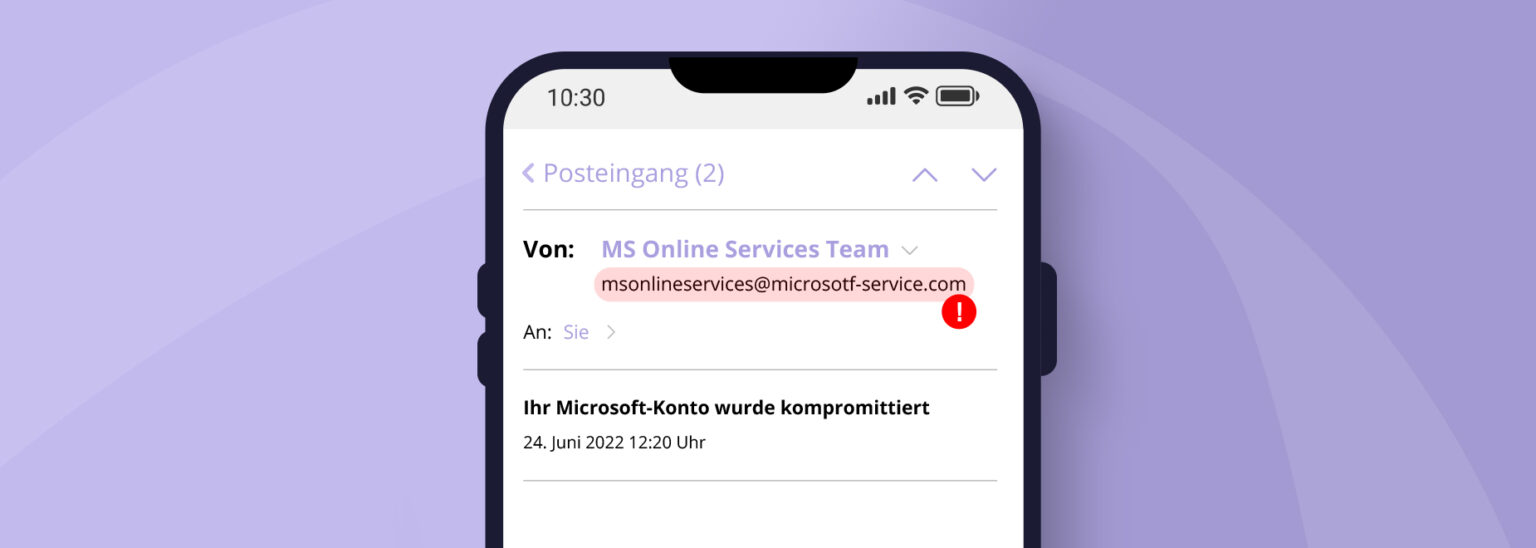 10:30
Posteingang (2)
Von: MS Online Services Team
msonlineservices@microsotf-service.com
!
An: Sie
Ihr Microsoft-Konto wurde kompromittiert
24. Juni 2022 12:20 Uhr